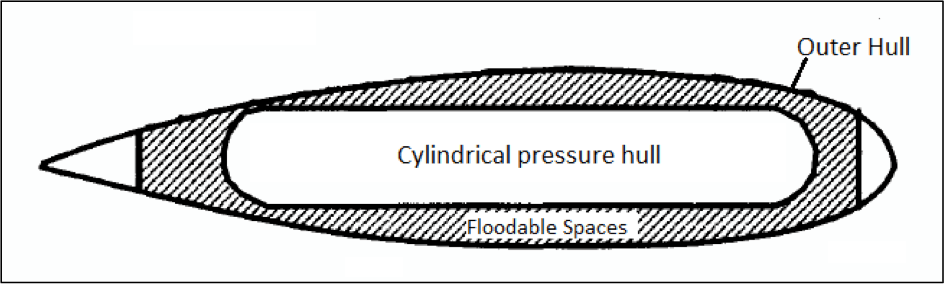 Outer Hull
Cylindrical pressure hull
Floodable Spaces